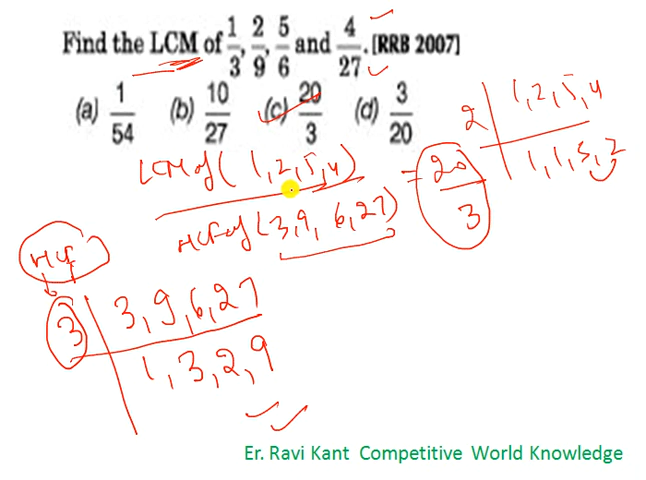 Find the LCM of 1/3, 2/9, 5/6 and 4/27. [RRB 2007]
(a) 1/54 (b) 10/27 (c) 20/3 (d) 3/20
2 | 1,2,5,4
1,1,5,2
LCM of (1,2,5,4) / HCF of (3,9,6,27) = 20/3
HCF
3 | 3,9,6,27
1,3,2,9
Er. Ravi Kant Competitive World Knowledge